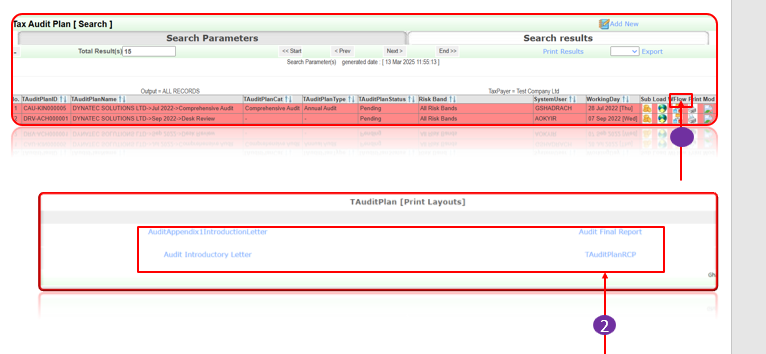 Tax Audit Plan [ Search ]
Add New
Search Parameters
Search results
Total Result(s) 15
<< Start
< Prev
Next >
End >>
Print Results
Export
Search Parameter(s) generated date : [ 13 Mar 2025 11:55:13 ]
Output = ALL RECORDS
TaxPayer = Test Company Ltd
No. TAuditPlanID TAuditPlanName TAuditPlanCat TAuditPlanType TAuditPlanStatus Risk Band SystemUser WorkingDay Sub Load WFlow Print Mod
1 CAU-KIN000005 DYNATEC SOLUTIONS LTD->Jul 2022->Comprehensive Audit Comprehensive Audit Annual Audit Pending All Risk Bands GSHADRACH 28 Jul 2022 [Thu]
2 DRV-ACH000001 DYNATEC SOLUTIONS LTD->Sep 2022->Desk Review - - Pending All Risk Bands AOKYIR 07 Sep 2022 [Wed]
TAuditPlan [Print Layouts]
AuditAppendix1IntroductionLetter
Audit Final Report
Audit Introductory Letter
TAuditPlanRCP
2